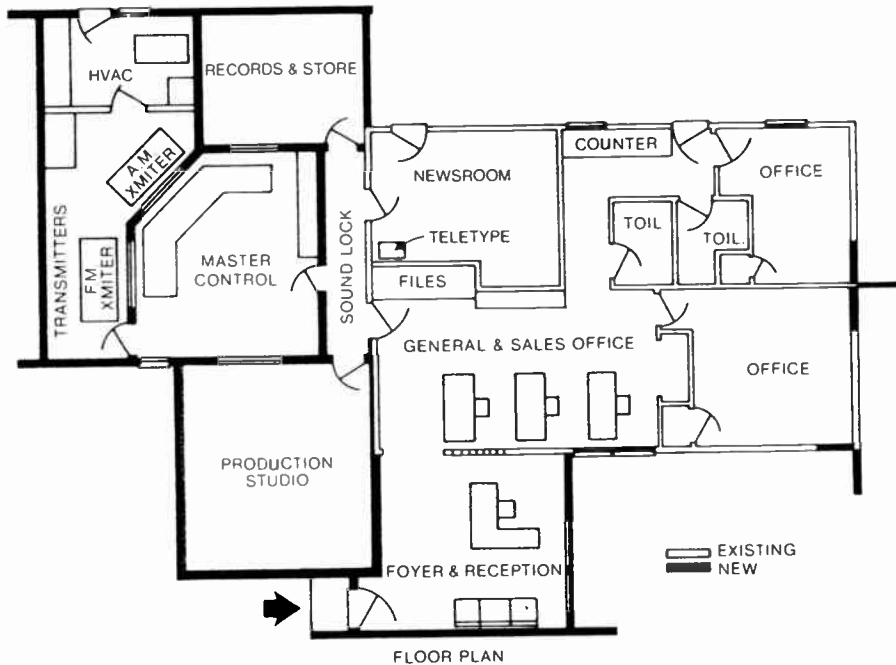 HVAC
RECORDS & STORE
A.M
XMITER
FM
XMITER
TRANSMITTERS
MASTER
CONTROL
SOUND LOCK
NEWSROOM
TELETYPE
FILES
COUNTER
TOIL
TOIL.
OFFICE
GENERAL & SALES OFFICE
OFFICE
PRODUCTION
STUDIO
FOYER & RECEPTION
EXISTING
NEW
FLOOR PLAN